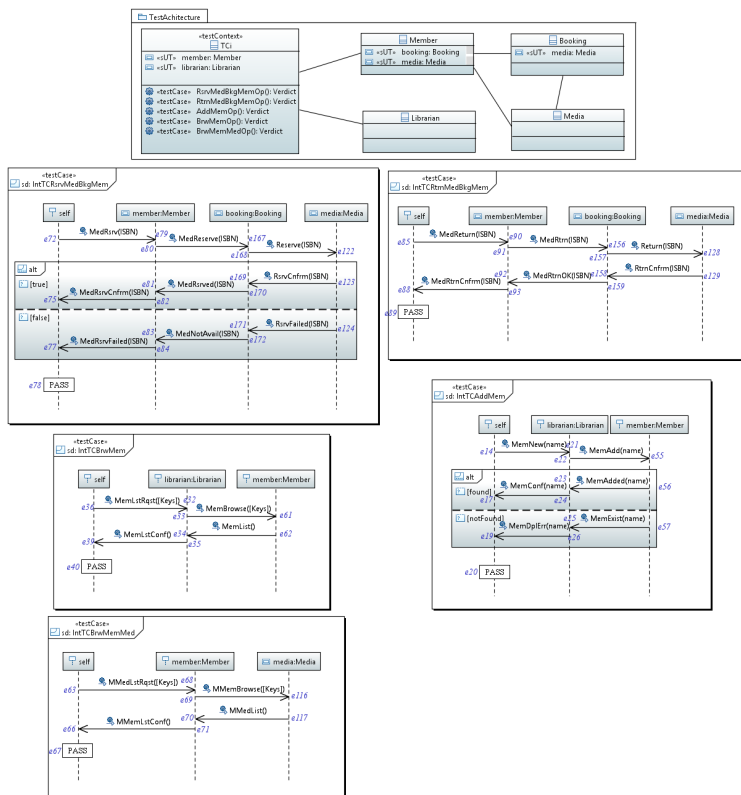 TestAchitecture
«testContext»
TCi
«sUT» member: Member
«sUT» librarian: Librarian
«testCase» RsrvMedBkgMemOp(): Verdict
«testCase» RtrnMedBkgMemOp(): Verdict
«testCase» AddMemOp(): Verdict
«testCase» BrwMemOp(): Verdict
«testCase» BrwMemMedOp(): Verdict
Member
«sUT» booking: Booking
«sUT» media: Media
Booking
«sUT» media: Media
Librarian
Media
«testCase»
sd: IntTCRsrvMedBkgMem
self
member:Member
booking:Booking
media:Media
e72
MedRsrv(ISBN)
e79
e80
MedReserve(ISBN)
e167
e168
Reserve(ISBN)
e122
alt
[true]
e75
MedRsrvCnfrm(ISBN)
e81
e82
MedRsrved(ISBN)
e169
e170
RsrvCnfrm(ISBN)
e123
[false]
e77
MedRsrvFailed(ISBN)
e83
e84
MedNotAvail(ISBN)
e171
e172
RsrvFailed(ISBN)
e124
e78
PASS
«testCase»
sd: IntTCRtrnMedBkgMem
self
member:Member
booking:Booking
media:Media
e85
MedReturn(ISBN)
e90
e91
MedRtrn(ISBN)
e156
e157
Return(ISBN)
e128
e88
MedRtrnCnfrm(ISBN)
e92
e93
MedRtrnOK(ISBN)
e158
e159
RtrnCnfrm(ISBN)
e129
e89
PASS
«testCase»
sd: IntTCAddMem
self
librarian:Librarian
member:Member
e14
MemNew(name)
e21
e22
MemAdd(name)
e55
alt
[found]
e17
MemConf(name)
e23
e24
MemAdded(name)
e56
[notFound]
e19
MemDplErr(name)
e25
e26
MemExist(name)
e57
e20
PASS
«testCase»
sd: IntTCBrwMem
self
librarian:Librarian
member:Member
e36
MemLstRqst([Keys])
e32
e33
MemBrowse([Keys])
e61
e39
MemLstConf()
e34
e35
MemList()
e62
e40
PASS
«testCase»
sd: IntTCBrwMemMed
self
member:Member
media:Media
e63
MMedLstRqst([Keys])
e68
e69
MMemBrowse([Keys])
e116
e66
MMemLstConf()
e70
e71
MMedList()
e117
e67
PASS